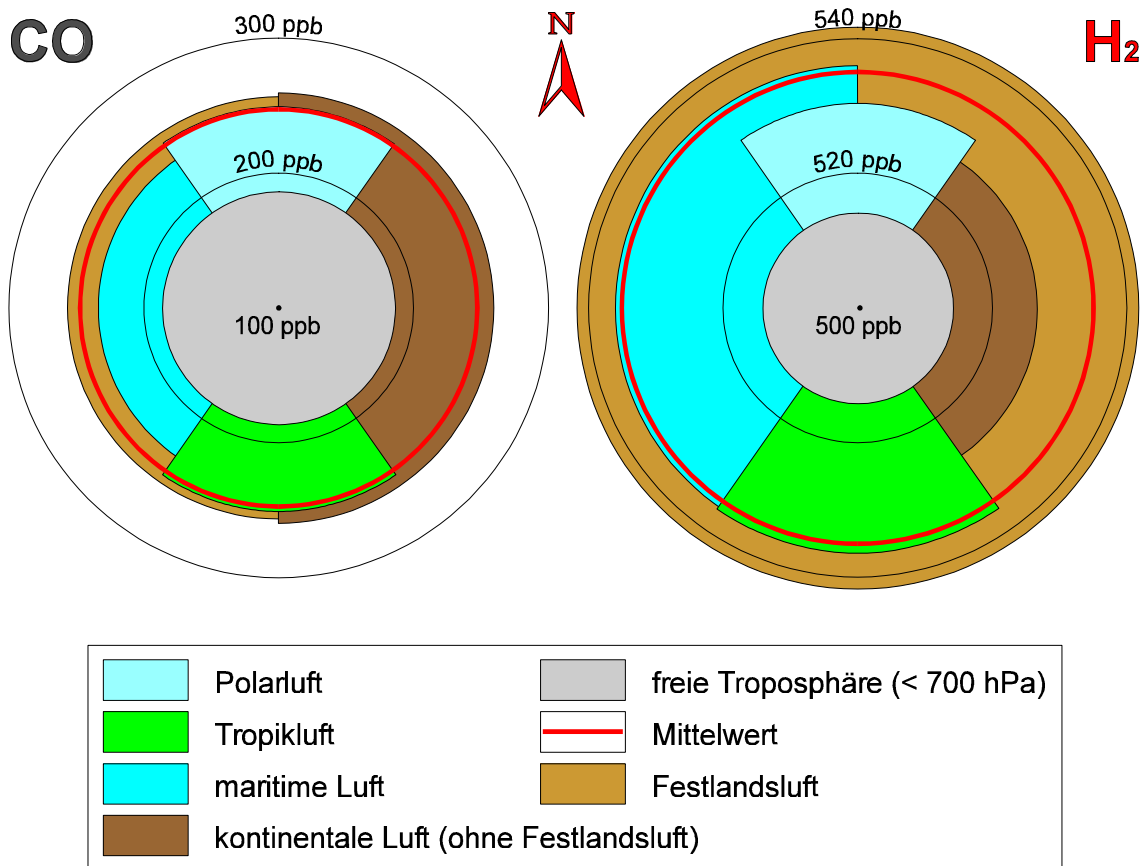 CO
300 ppb
200 ppb
100 ppb
N
H₂
540 ppb
520 ppb
500 ppb
Polarluft
Tropikluft
maritime Luft
kontinentale Luft (ohne Festlandsluft)
freie Troposphäre (< 700 hPa)
Mittelwert
Festlandsluft